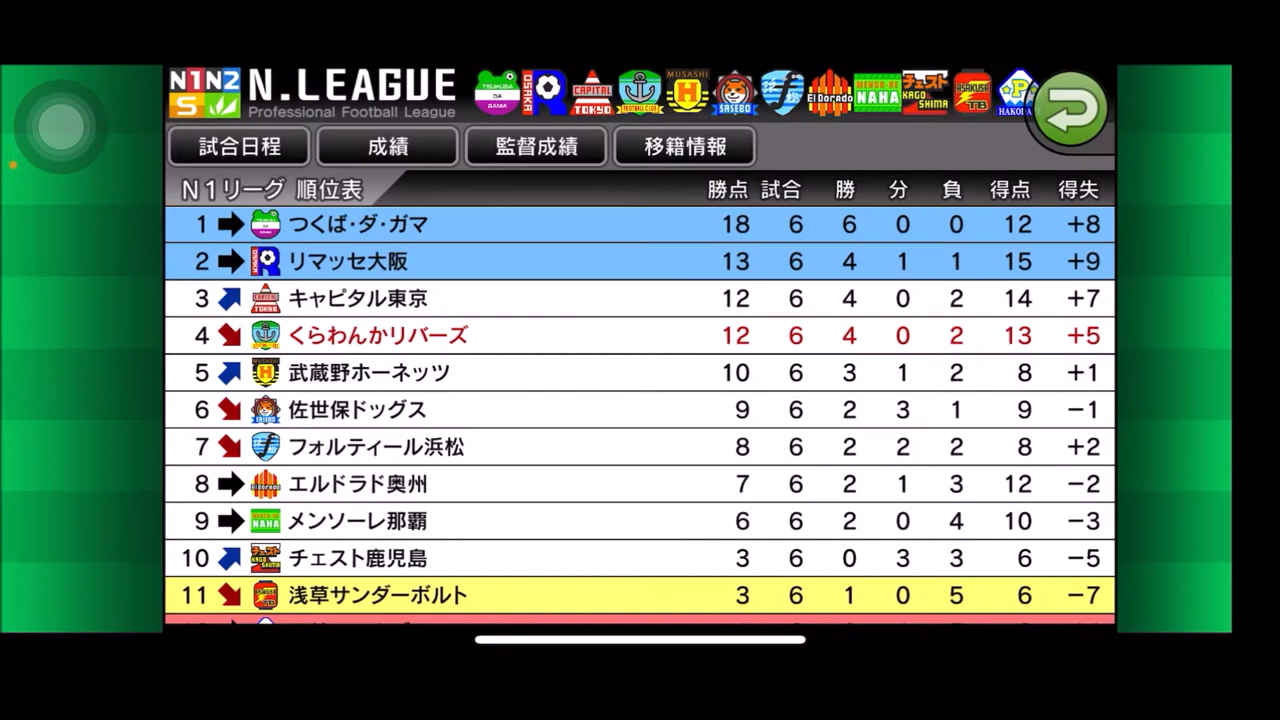 N1 N2 S N.LEAGUE
Professional Football League
TSUKUBA DA GAMA OSAKA R CAPITAL TOKYO FOOTBALL CLUB MUSASHI H SASEBO f El Dorado MENSO-RE NAHA チェスト KAGOSHIMA ASAKUSA TB P
試合日程 成績 監督成績 移籍情報
N1リーグ 順位表 勝点 試合 勝 分 負 得点 得失
1 つくば・ダ・ガマ 18 6 6 0 0 12 +8
2 リマッセ大阪 13 6 4 1 1 15 +9
3 キャピタル東京 12 6 4 0 2 14 +7
4 くらわんかリバーズ 12 6 4 0 2 13 +5
5 武蔵野ホーネッツ 10 6 3 1 2 8 +1
6 佐世保ドッグス 9 6 2 3 1 9 −1
7 フォルティール浜松 8 6 2 2 2 8 +2
8 エルドラド奥州 7 6 2 1 3 12 −2
9 メンソーレ那覇 6 6 2 0 4 10 −3
10 チェスト鹿児島 3 6 0 3 3 6 −5
11 浅草サンダーボルト 3 6 1 0 5 6 −7